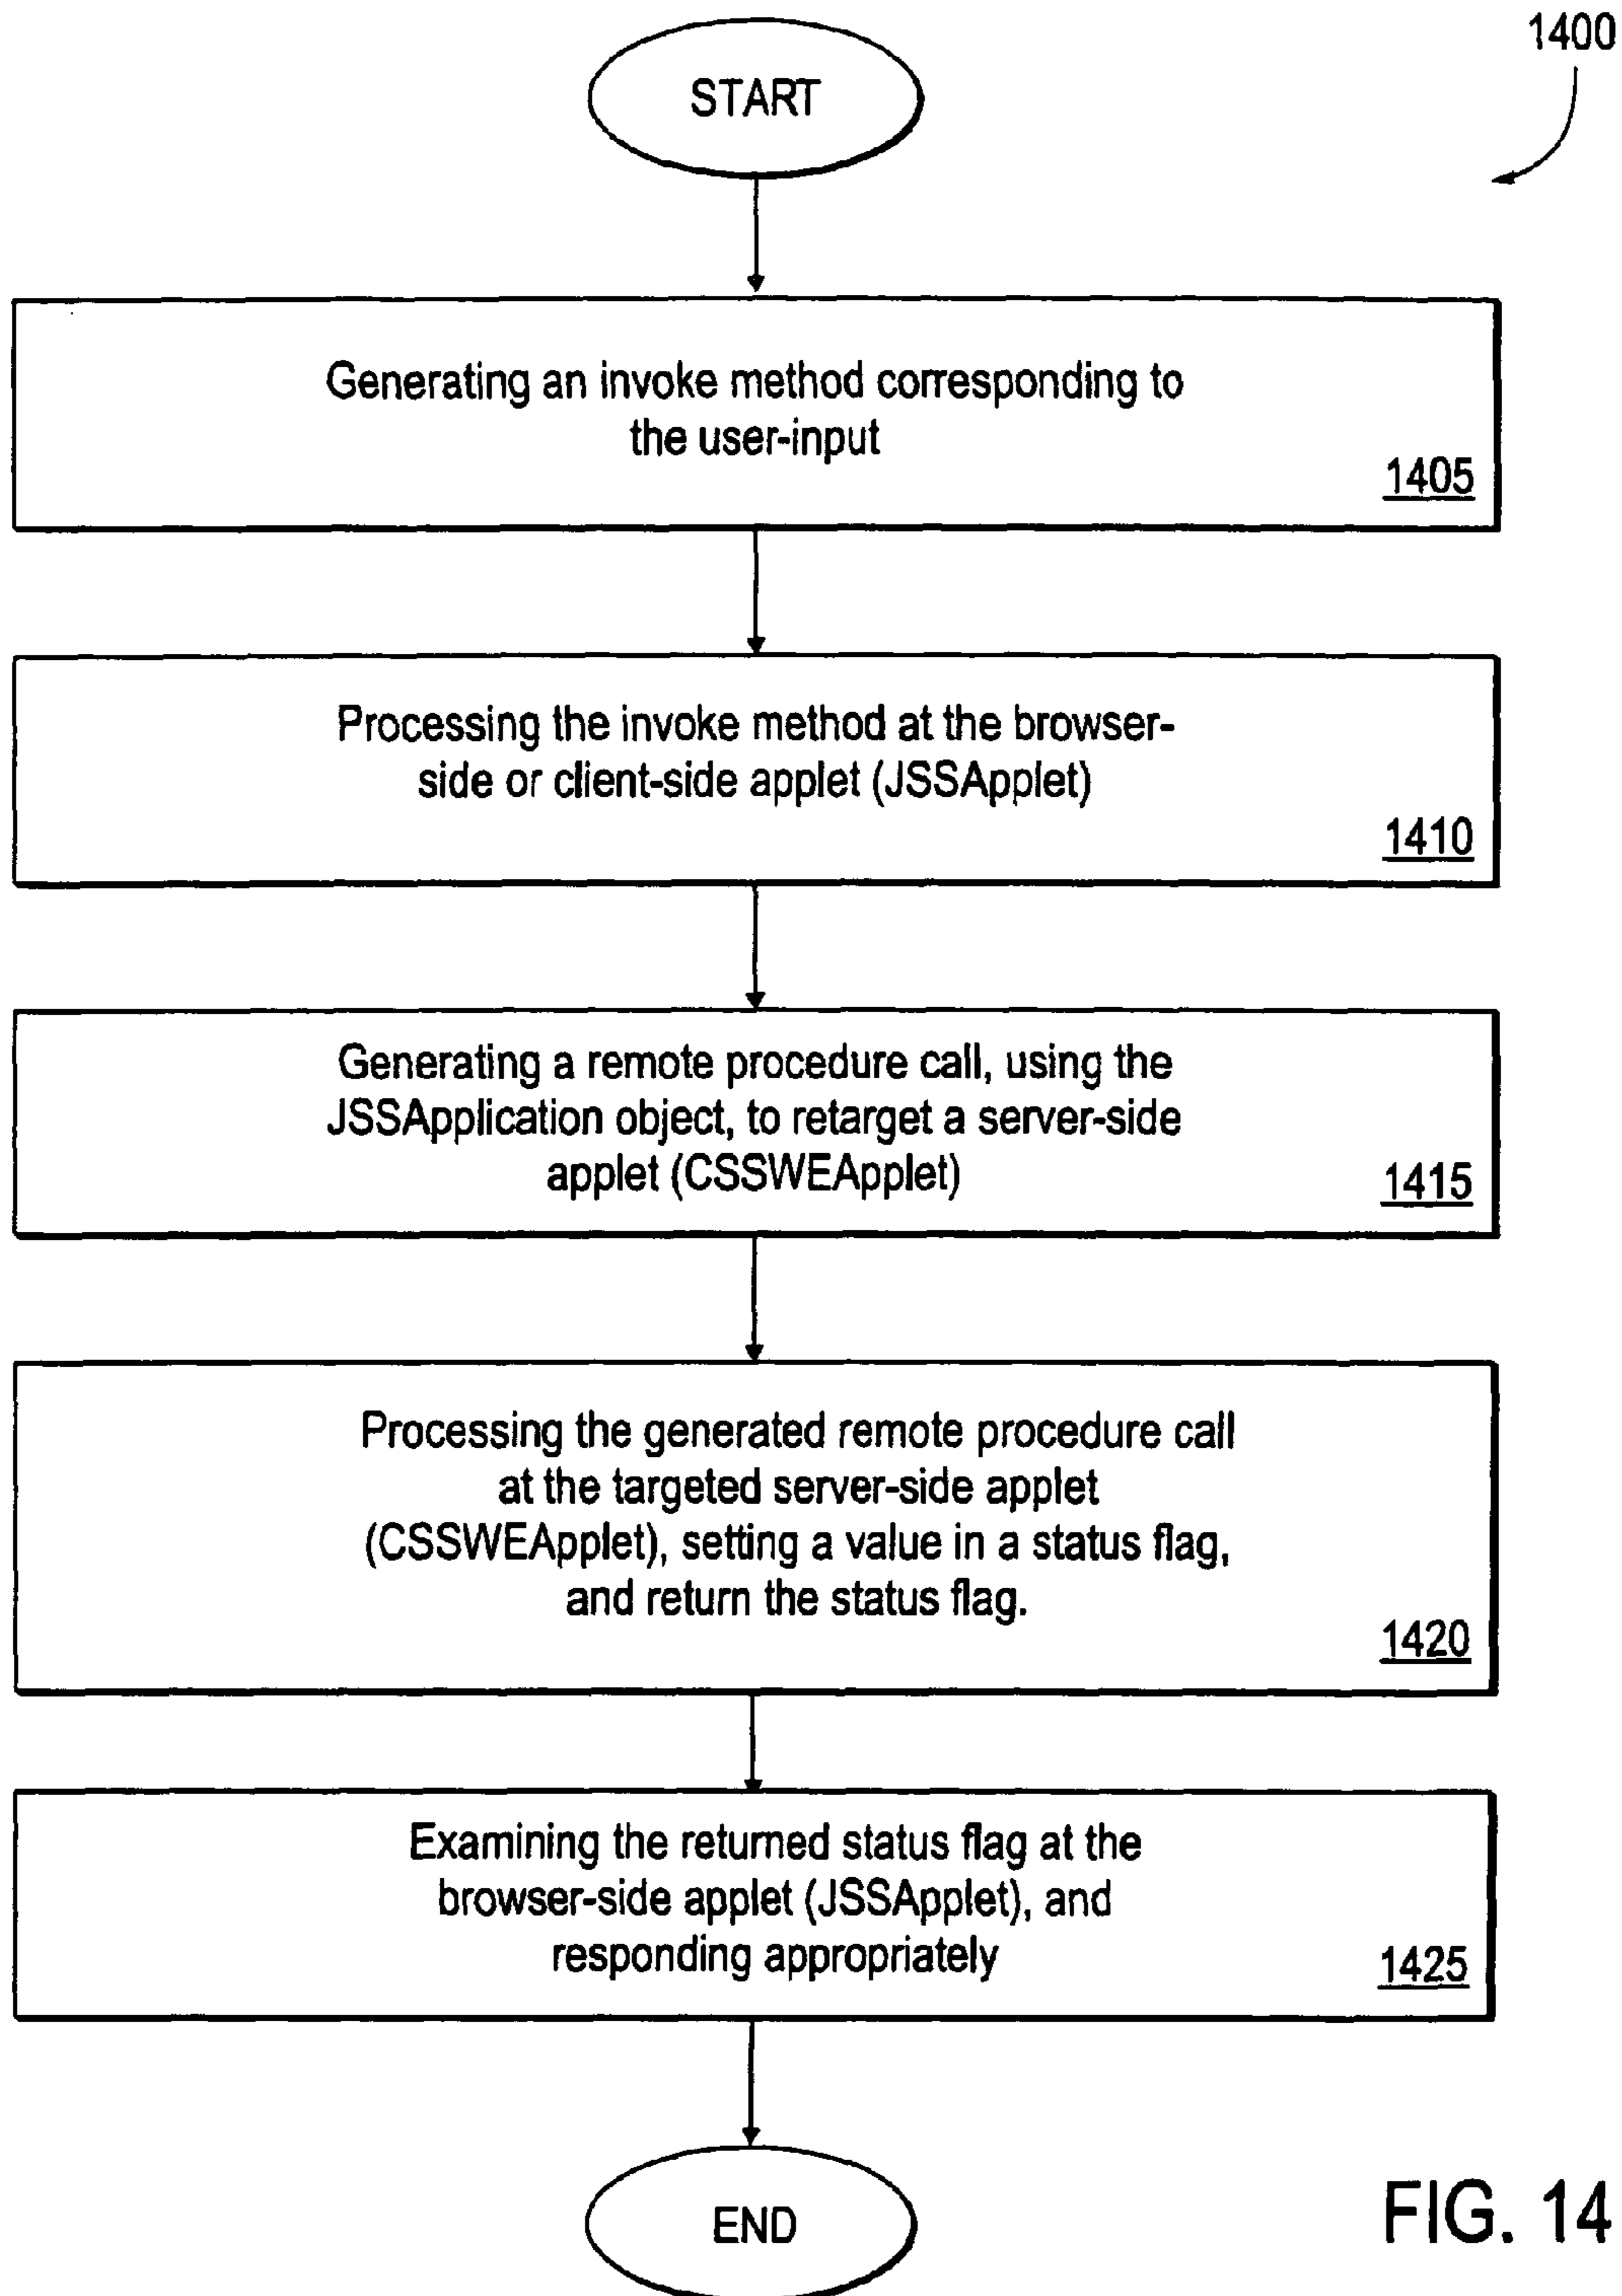 1400
START
Generating an invoke method corresponding to
the user-input
1405
Processing the invoke method at the browser-
side or client-side applet (JSSApplet)
1410
Generating a remote procedure call, using the
JSSApplication object, to retarget a server-side
applet (CSSWEApplet)
1415
Processing the generated remote procedure call
at the targeted server-side applet
(CSSWEApplet), setting a value in a status flag,
and return the status flag.
1420
Examining the returned status flag at the
browser-side applet (JSSApplet), and
responding appropriately
1425
END
FIG. 14